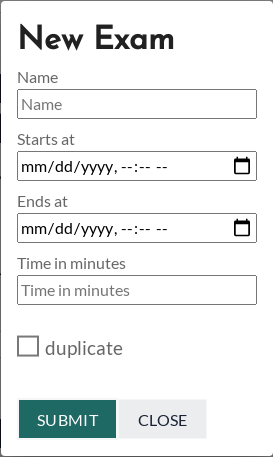 New Exam
Name
Name
Starts at
mm/dd/yyyy, --:-- --
Ends at
mm/dd/yyyy, --:-- --
Time in minutes
Time in minutes
duplicate
SUBMIT CLOSE